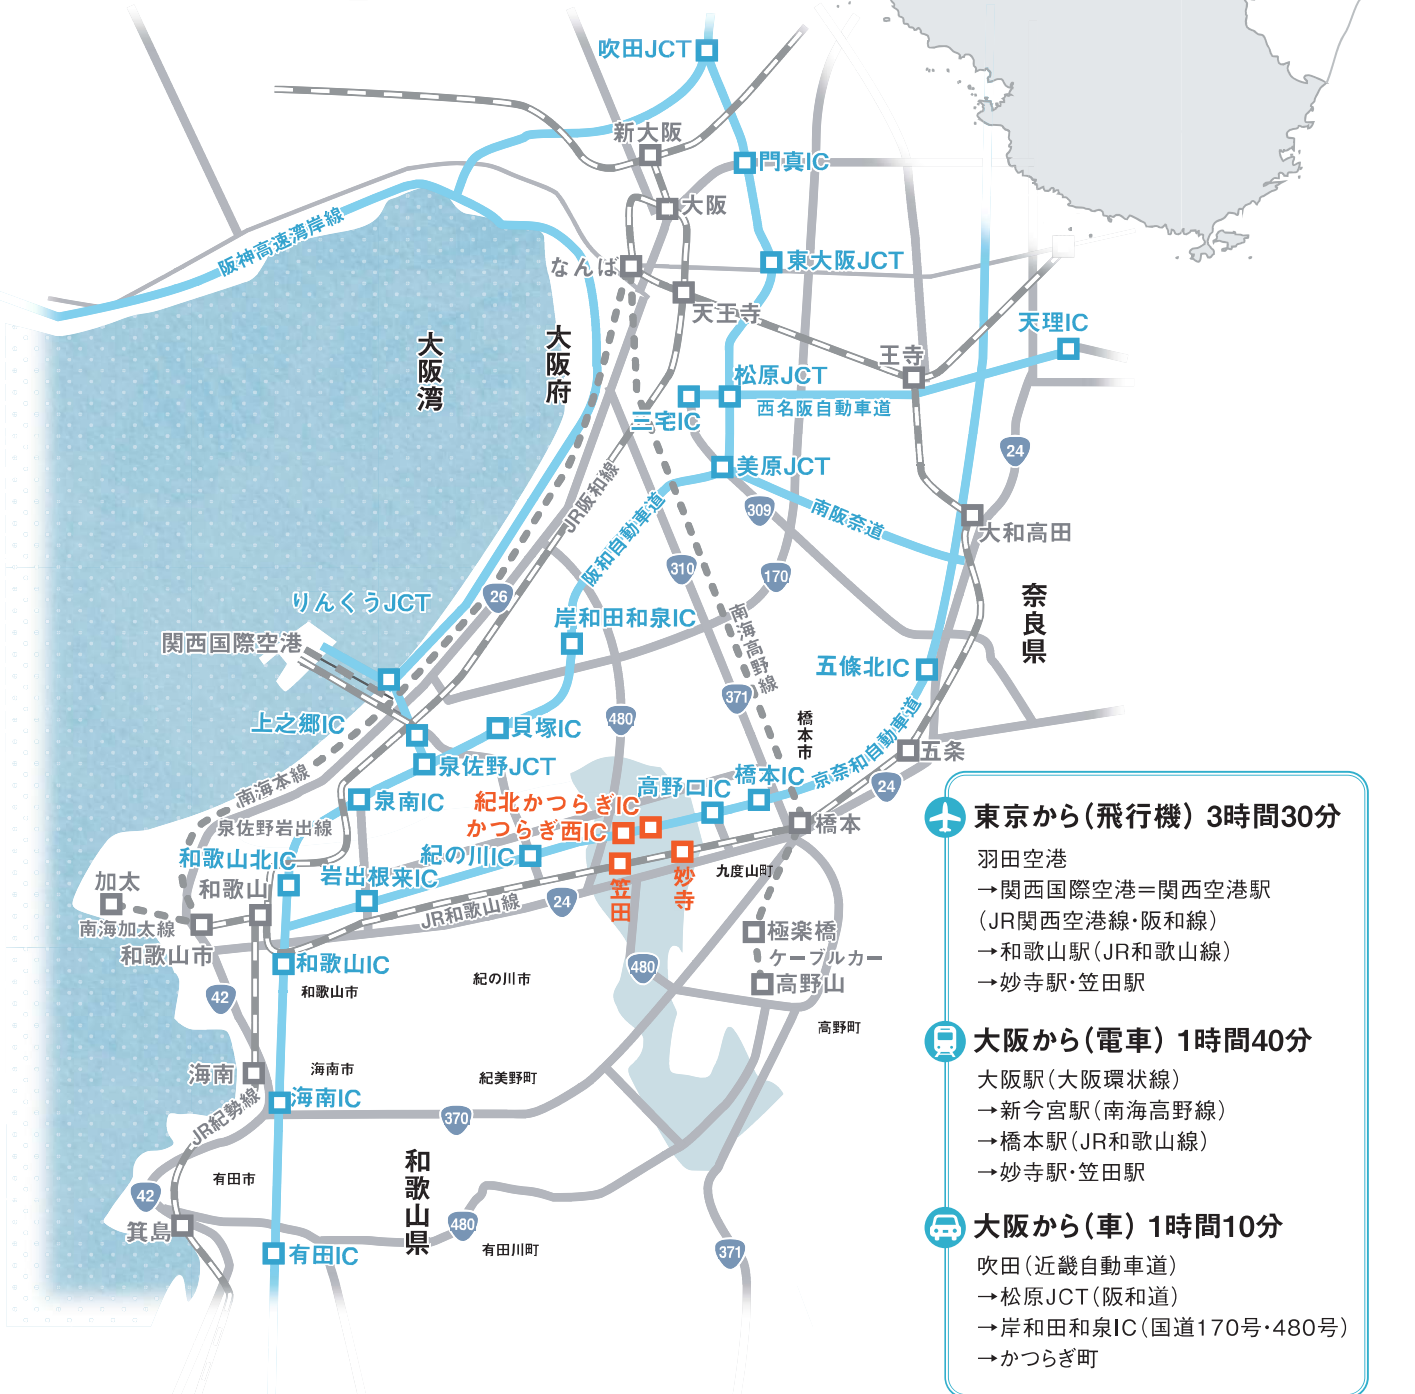 吹田JCT
新大阪
門真IC
大阪
阪神高速湾岸線
なんば
東大阪JCT
天王寺
天理IC
大阪湾
大阪府
王寺
松原JCT
西名阪自動車道
三宅IC
美原JCT
24
JR阪和線
阪和自動車道
309
南阪奈道
大和高田
310
170
奈良県
26
りんくうJCT
関西国際空港
岸和田和泉IC
南海高野線
五條北IC
上之郷IC
貝塚IC
480
371
橋本市
京奈和自動車道
五条
泉佐野JCT
南海本線
泉南IC
紀北かつらぎIC
高野口IC
橋本IC
24
泉佐野岩出線
かつらぎ西IC
橋本
和歌山北IC
紀の川IC
岩出根来IC
加太
和歌山
笠田
妙寺
九度山町
24
JR和歌山線
南海加太線
和歌山市
極楽橋
ケーブルカー
和歌山IC
紀の川市
480
高野山
42
和歌山市
高野町
海南
海南市
紀美野町
海南IC
370
JR紀勢線
和歌山県
有田市
42
箕島
480
有田川町
有田IC
371
東京から(飛行機) 3時間30分
羽田空港
→関西国際空港＝関西空港駅
(JR関西空港線・阪和線)
→和歌山駅(JR和歌山線)
→妙寺駅・笠田駅
大阪から(電車) 1時間40分
大阪駅(大阪環状線)
→新今宮駅(南海高野線)
→橋本駅(JR和歌山線)
→妙寺駅・笠田駅
大阪から(車) 1時間10分
吹田(近畿自動車道)
→松原JCT(阪和道)
→岸和田和泉IC(国道170号・480号)
→かつらぎ町